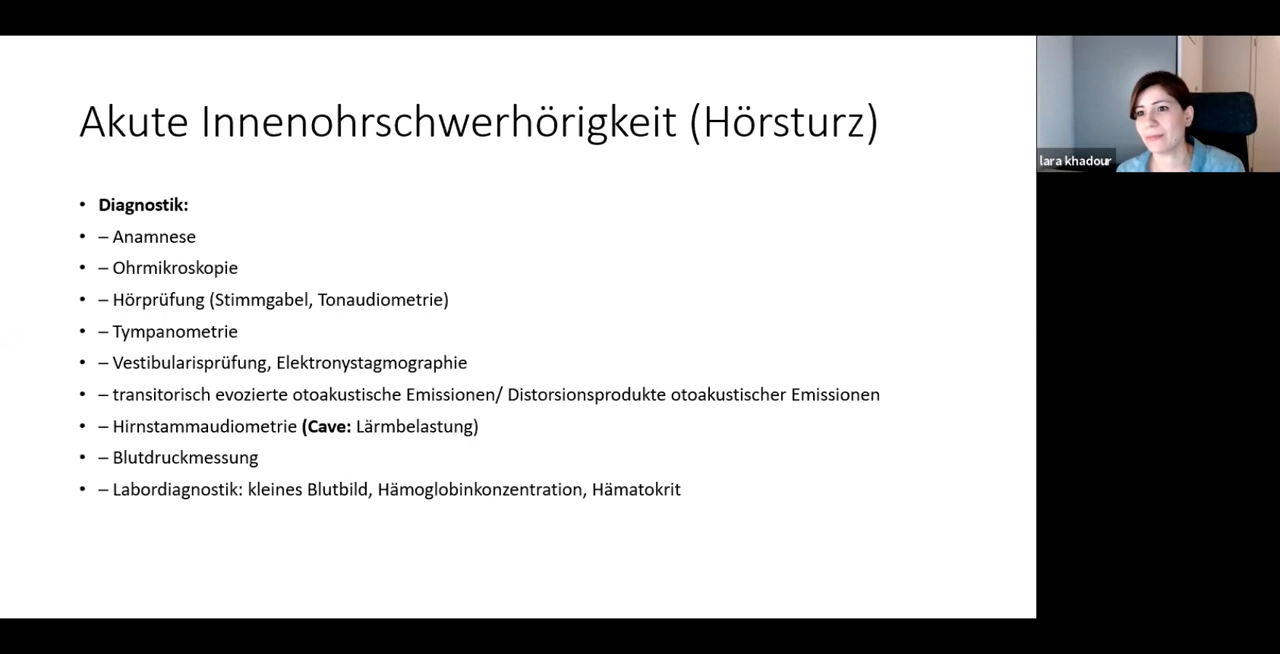 Akute Innenohrschwerhörigkeit (Hörsturz)
lara khadour
• Diagnostik:
• – Anamnese
• – Ohrmikroskopie
• – Hörprüfung (Stimmgabel, Tonaudiometrie)
• – Tympanometrie
• – Vestibularisprüfung, Elektronystagmographie
• – transitorisch evozierte otoakustische Emissionen/ Distorsionsprodukte otoakustischer Emissionen
• – Hirnstammaudiometrie (Cave: Lärmbelastung)
• – Blutdruckmessung
• – Labordiagnostik: kleines Blutbild, Hämoglobinkonzentration, Hämatokrit